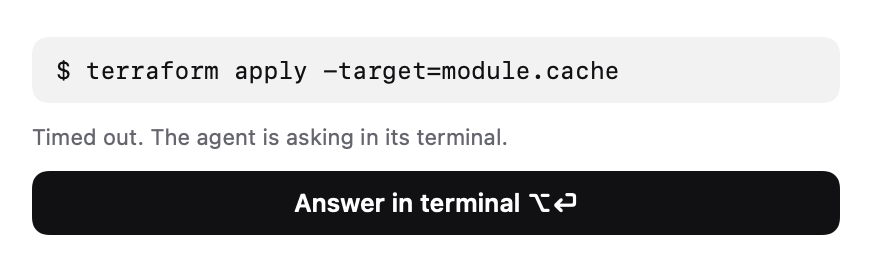 $ terraform apply -target=module.cache
Timed out. The agent is asking in its terminal.
Answer in terminal ⌥↩